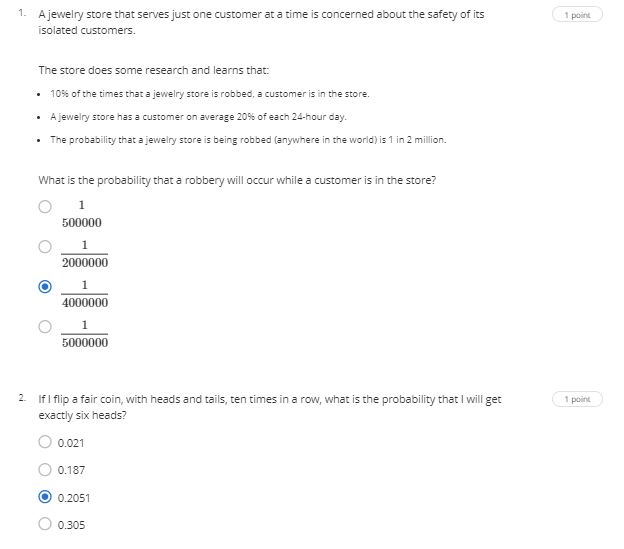 1. A jewelry store that serves just one customer at a time is concerned about the safety of its
isolated customers.
1 point
The store does some research and learns that:
• 10% of the times that a jewelry store is robbed, a customer is in the store.
• A jewelry store has a customer on average 20% of each 24-hour day.
• The probability that a jewelry store is being robbed (anywhere in the world) is 1 in 2 million.
What is the probability that a robbery will occur while a customer is in the store?
1
500000
1
2000000
1
4000000
1
5000000
2. If I flip a fair coin, with heads and tails, ten times in a row, what is the probability that I will get
exactly six heads?
1 point
0.021
0.187
0.2051
0.305